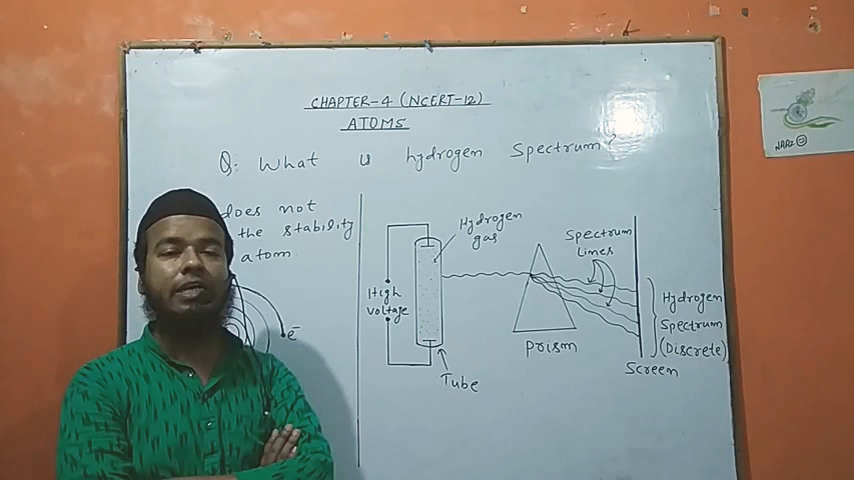 CHAPTER-4 (NCERT-12)
ATOMS
Q: What is hydrogen Spectrum?
does not
the stability
atom
e-
High
voltage
Hydrogen
gas
Tube
Prism
Spectrum
Lines
Hydrogen
Spectrum
(Discrete)
Screen